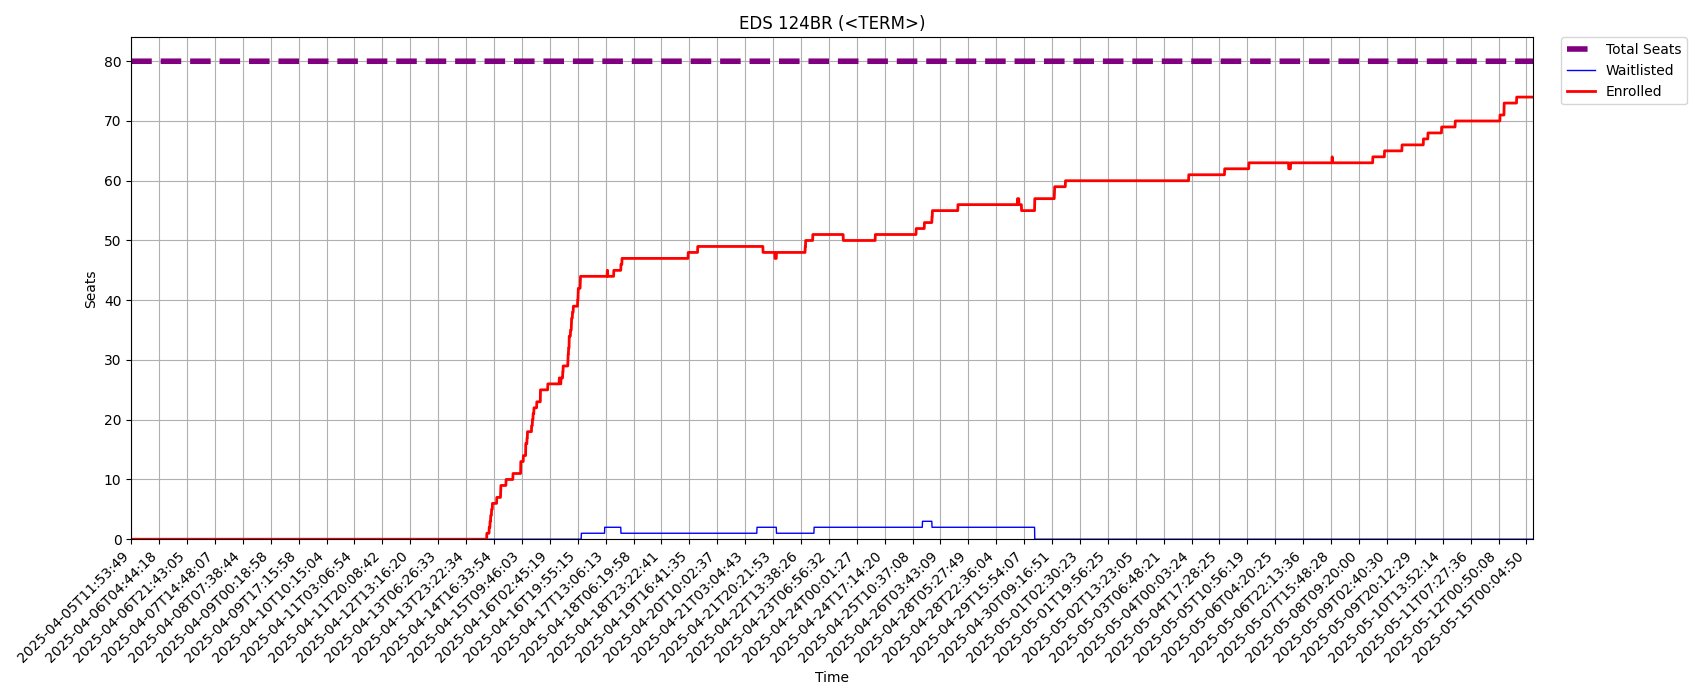 EDS 124BR (<TERM>)
Total Seats
Waitlisted
Enrolled
80
70
60
50
40
30
20
10
0
Seats
2025-04-05T11:53:49
2025-04-06T04:44:18
2025-04-06T21:43:05
2025-04-07T14:48:07
2025-04-08T07:38:44
2025-04-09T00:18:58
2025-04-09T17:15:58
2025-04-10T10:15:04
2025-04-11T03:06:54
2025-04-11T20:08:42
2025-04-12T13:16:20
2025-04-13T06:26:33
2025-04-13T23:22:34
2025-04-14T16:33:54
2025-04-15T09:46:03
2025-04-16T02:45:19
2025-04-16T19:55:15
2025-04-17T13:06:13
2025-04-18T06:19:58
2025-04-18T23:22:41
2025-04-19T16:41:35
2025-04-20T10:02:37
2025-04-21T03:04:43
2025-04-21T20:21:53
2025-04-22T13:38:26
2025-04-23T06:56:32
2025-04-24T00:01:27
2025-04-24T17:14:20
2025-04-25T10:37:08
2025-04-26T03:43:09
2025-04-28T05:27:49
2025-04-28T22:36:04
2025-04-29T15:54:07
2025-04-30T09:16:51
2025-05-01T02:30:23
2025-05-01T19:56:25
2025-05-02T13:23:05
2025-05-03T06:48:21
2025-05-04T00:03:24
2025-05-04T17:28:25
2025-05-05T10:56:19
2025-05-06T04:20:25
2025-05-06T22:13:36
2025-05-07T15:48:28
2025-05-08T09:20:00
2025-05-09T02:40:30
2025-05-09T20:12:29
2025-05-10T13:52:14
2025-05-11T07:27:36
2025-05-12T00:50:08
2025-05-15T00:04:50
Time